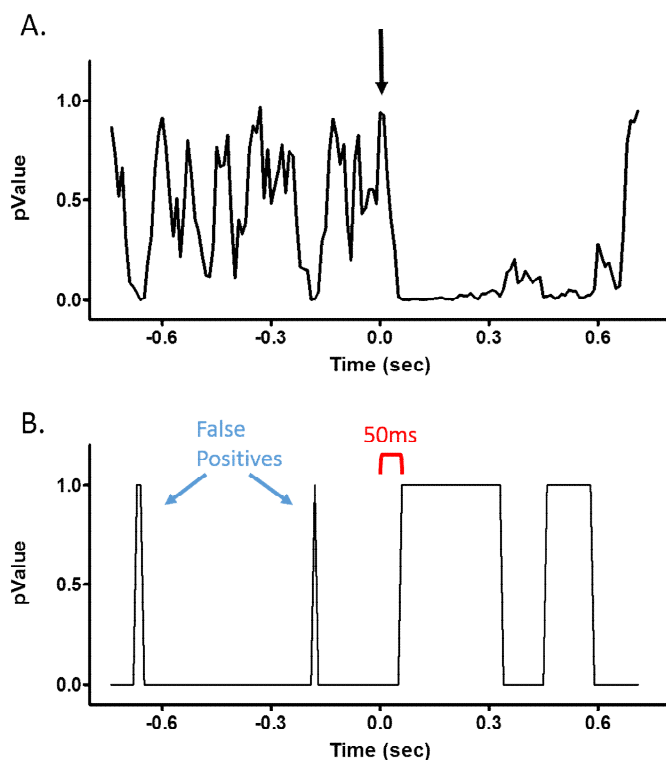 A.
pValue
1.0
0.5
0.0
-0.6 -0.3 0.0 0.3 0.6
Time (sec)
B.
False
Positives
50ms
pValue
1.0
0.5
0.0
-0.6 -0.3 0.0 0.3 0.6
Time (sec)